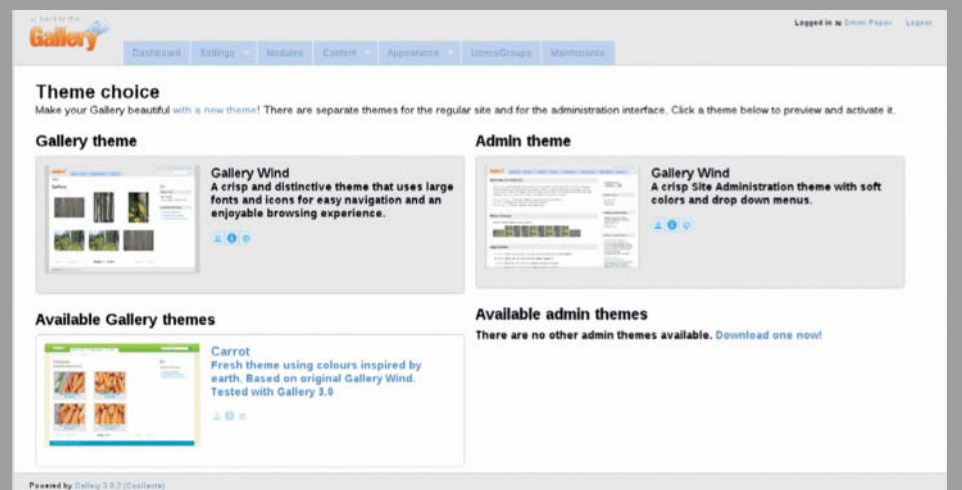 Gallery
Logged in as Dmitri Popov Logout
Dashboard Settings Modules Content Appearance Users/Groups Maintenance
Theme choice
Make your Gallery beautiful with a new theme! There are separate themes for the regular site and for the administration interface. Click a theme below to preview and activate it.
Gallery theme
Gallery Wind
A crisp and distinctive theme that uses large
fonts and icons for easy navigation and an
enjoyable browsing experience.
Admin theme
Gallery Wind
A crisp Site Administration theme with soft
colors and drop down menus.
Available Gallery themes
Carrot
Fresh theme using colours inspired by
earth. Based on original Gallery Wind.
Tested with Gallery 3.0
Available admin themes
There are no other admin themes available. Download one now!
Powered by Gallery 3.0.2